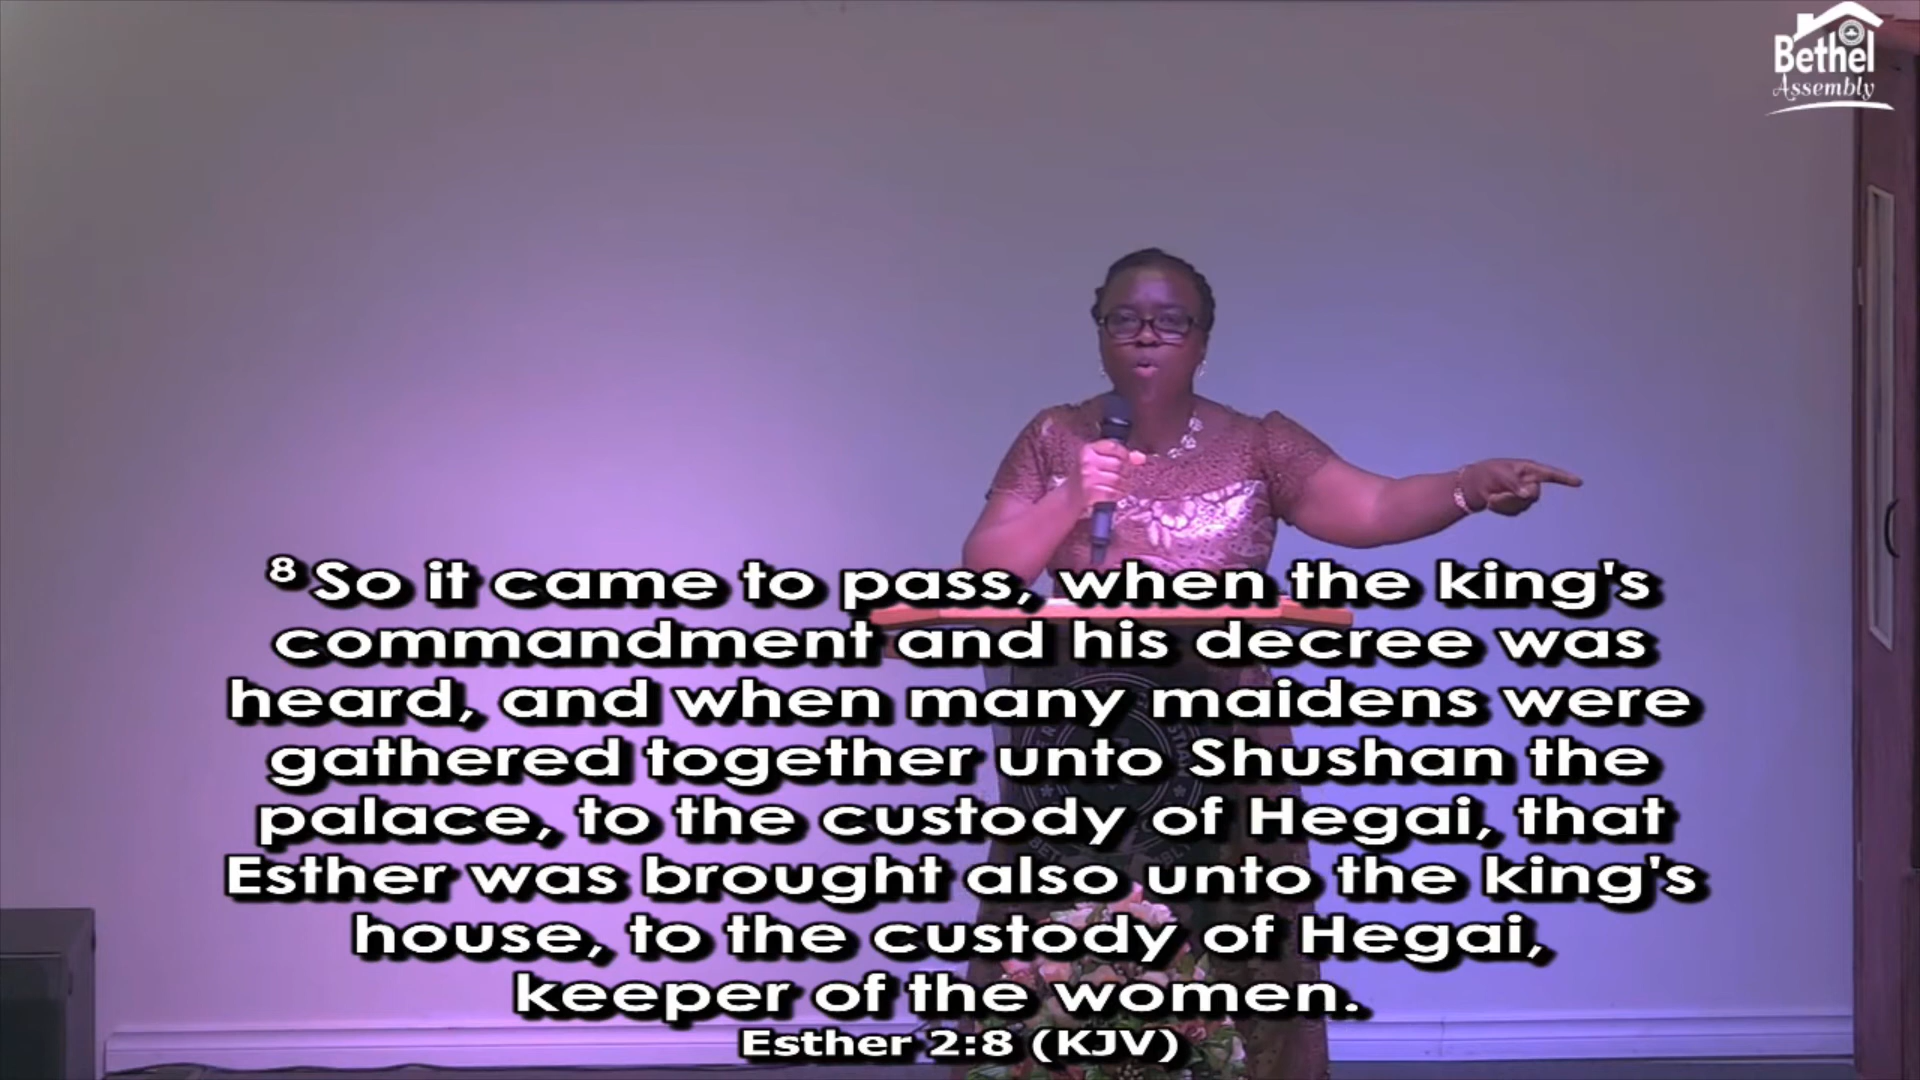 Bethel
Assembly
8 So it came to pass, when the king's
commandment and his decree was
heard, and when many maidens were
gathered together unto Shushan the
palace, to the custody of Hegai, that
Esther was brought also unto the king's
house, to the custody of Hegai,
keeper of the women.
Esther 2:8 (KJV)